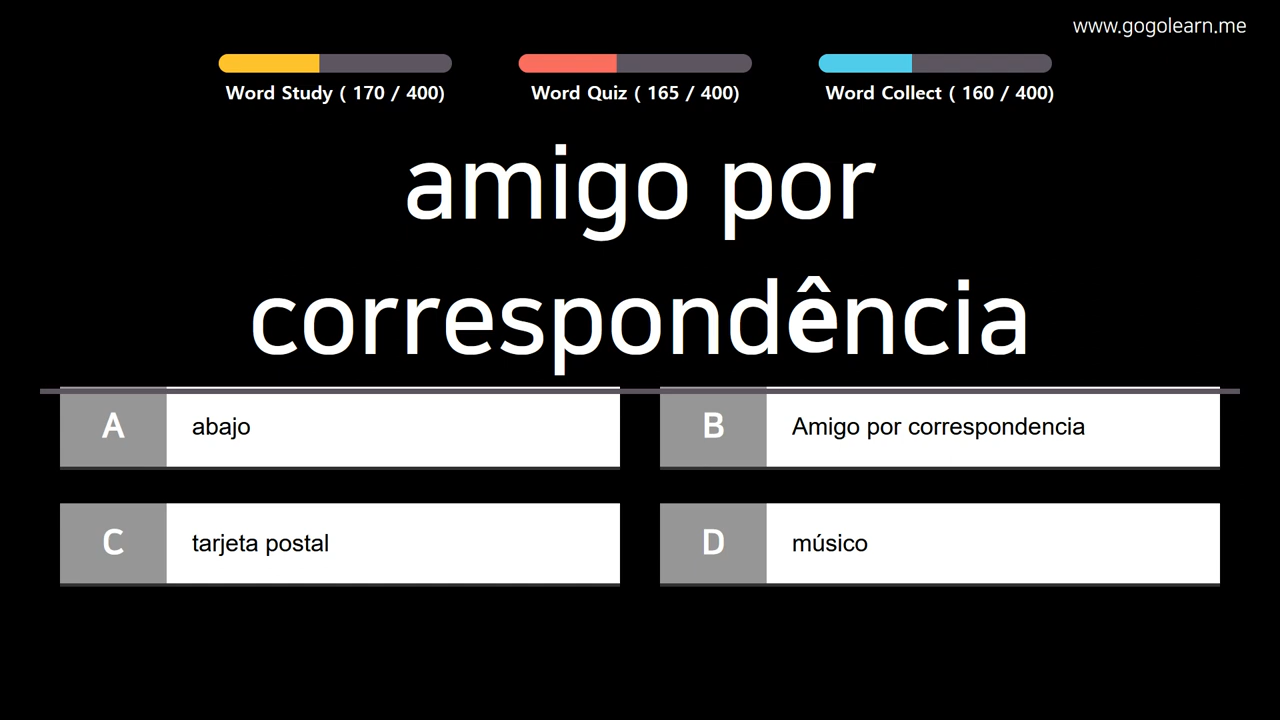 www.gogolearn.me
Word Study ( 170 / 400)
Word Quiz ( 165 / 400)
Word Collect ( 160 / 400)
amigo por
correspondência
A
abajo
B
Amigo por correspondencia
C
tarjeta postal
D
músico